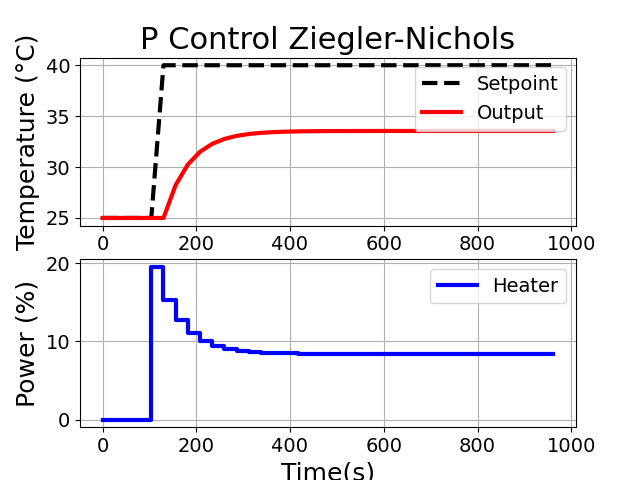 P Control Ziegler-Nichols
Temperature (°C)
40
35
30
25
Setpoint
Output
0 200 400 600 800 1000
Power (%)
20
10
0
Heater
0 200 400 600 800 1000
Time(s)